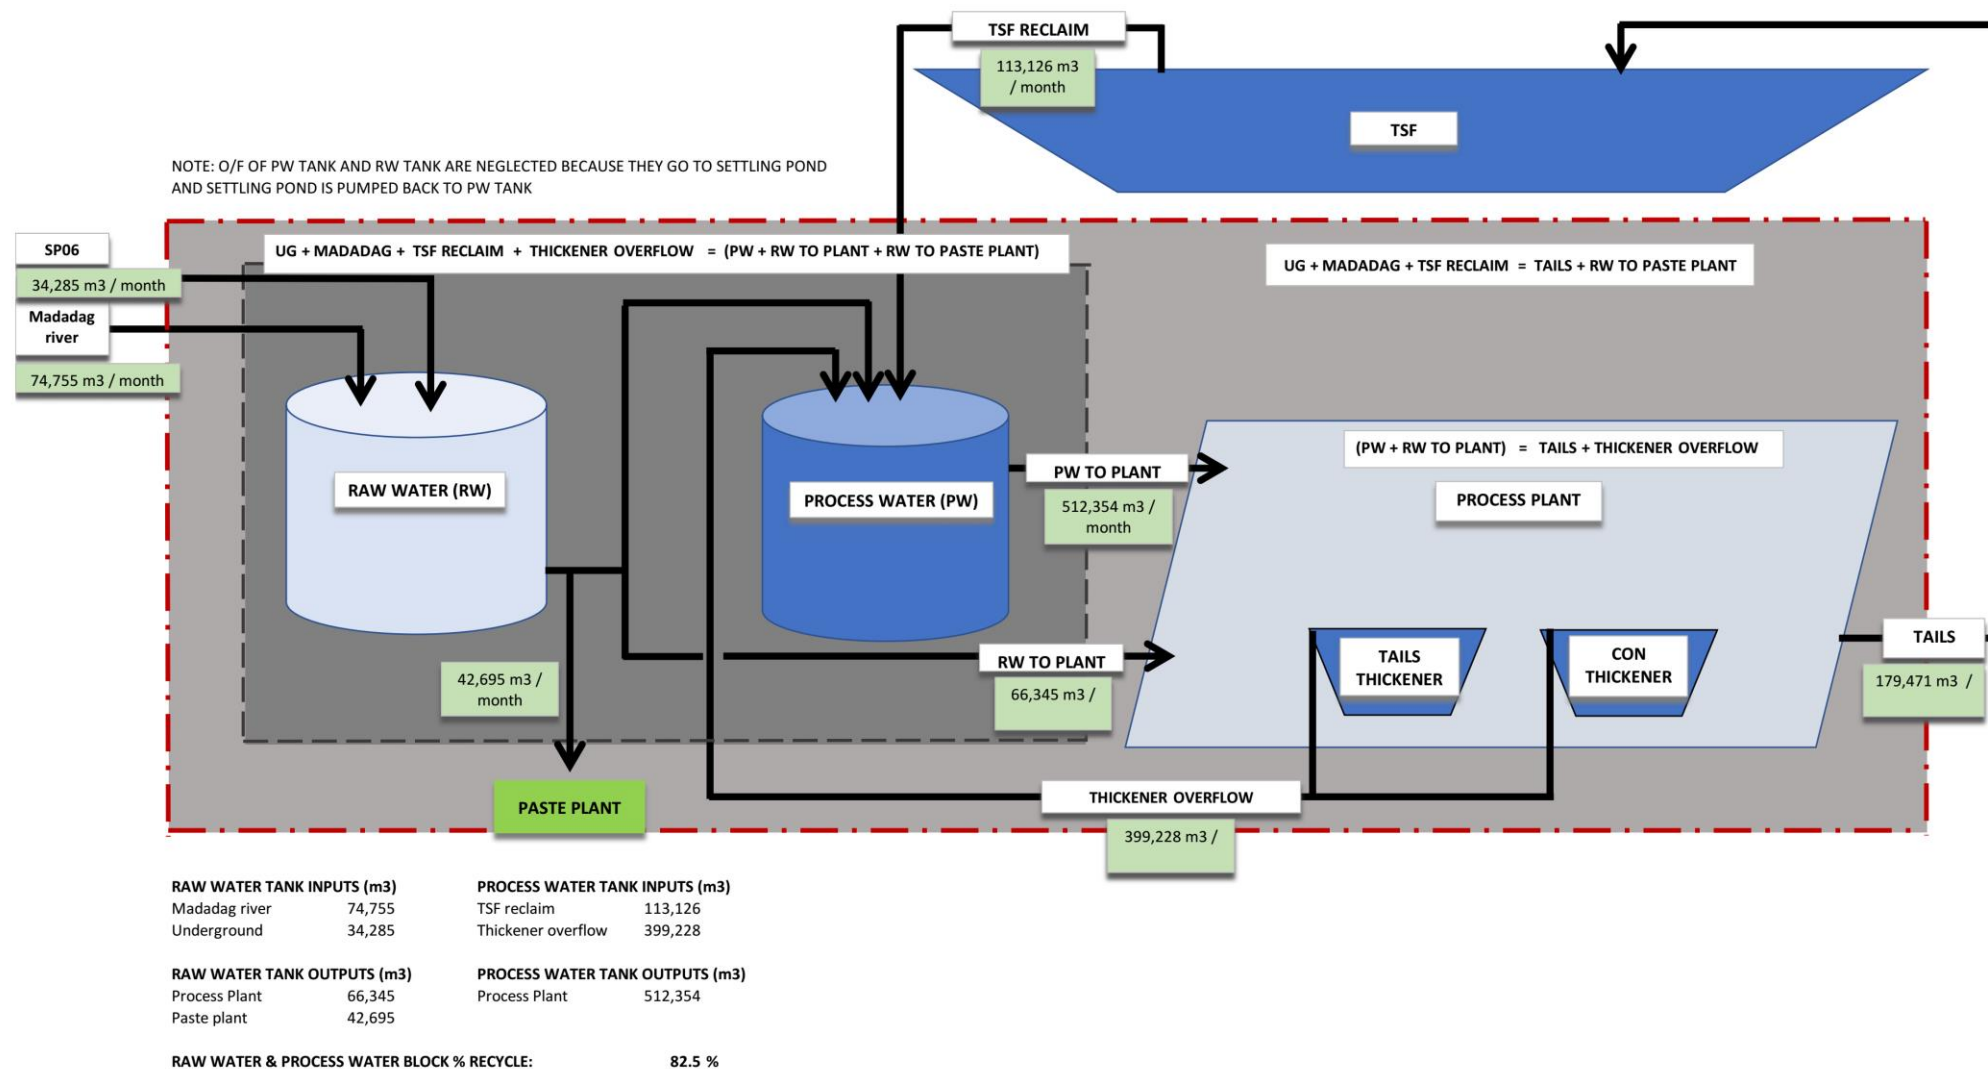 TSF RECLAIM
113,126 m3
/ month
TSF
NOTE: O/F OF PW TANK AND RW TANK ARE NEGLECTED BECAUSE THEY GO TO SETTLING POND
AND SETTLING POND IS PUMPED BACK TO PW TANK
SP06
34,285 m3 / month
Madadag
river
74,755 m3 / month
UG + MADADAG + TSF RECLAIM + THICKENER OVERFLOW = (PW + RW TO PLANT + RW TO PASTE PLANT)
UG + MADADAG + TSF RECLAIM = TAILS + RW TO PASTE PLANT
RAW WATER (RW)
PROCESS WATER (PW)
PW TO PLANT
512,354 m3 /
month
(PW + RW TO PLANT) = TAILS + THICKENER OVERFLOW
PROCESS PLANT
42,695 m3 /
month
RW TO PLANT
66,345 m3 /
TAILS
THICKENER
CON
THICKENER
TAILS
179,471 m3 /
PASTE PLANT
THICKENER OVERFLOW
399,228 m3 /
RAW WATER TANK INPUTS (m3)
Madadag river 74,755
Underground 34,285
PROCESS WATER TANK INPUTS (m3)
TSF reclaim 113,126
Thickener overflow 399,228
RAW WATER TANK OUTPUTS (m3)
Process Plant 66,345
Paste plant 42,695
PROCESS WATER TANK OUTPUTS (m3)
Process Plant 512,354
RAW WATER & PROCESS WATER BLOCK % RECYCLE: 82.5 %